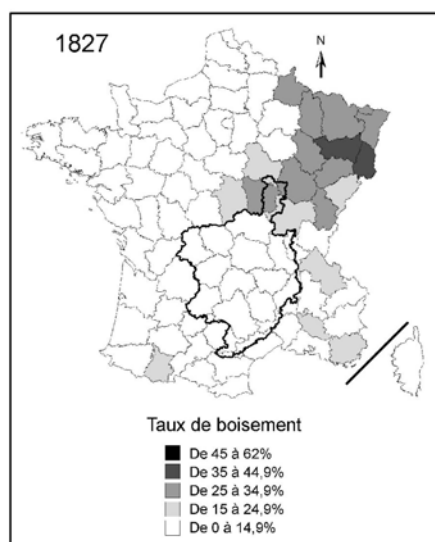 1827
N
Taux de boisement
De 45 à 62%
De 35 à 44,9%
De 25 à 34,9%
De 15 à 24,9%
De 0 à 14,9%